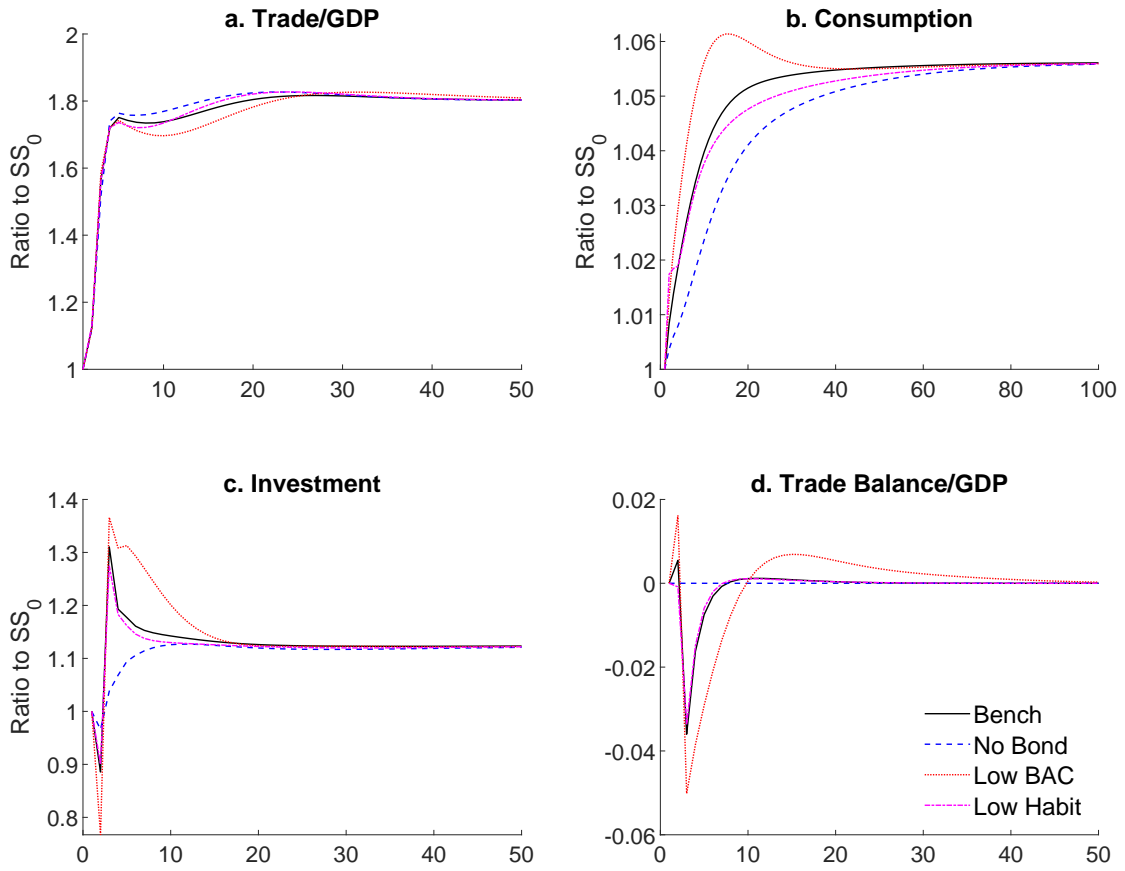 a. Trade/GDP
Ratio to SS0
2
1.8
1.6
1.4
1.2
1
10 20 30 40 50
b. Consumption
Ratio to SS0
1.06
1.05
1.04
1.03
1.02
1.01
1
0 20 40 60 80 100
c. Investment
Ratio to SS0
1.4
1.3
1.2
1.1
1
0.9
0.8
0 10 20 30 40 50
d. Trade Balance/GDP
0.02
0
-0.02
-0.04
-0.06
0 10 20 30 40 50
Bench
No Bond
Low BAC
Low Habit